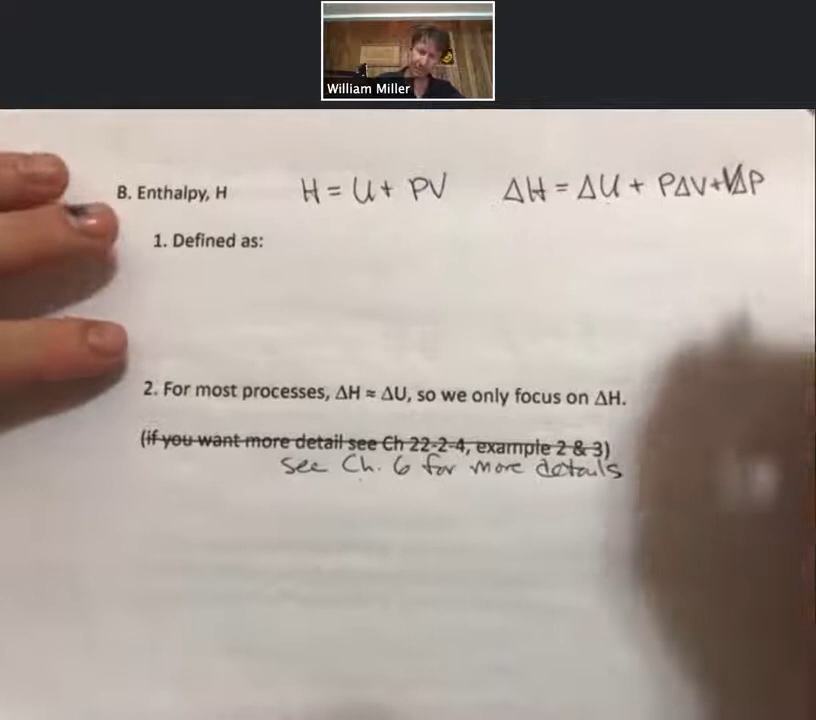 William Miller
B. Enthalpy, H H = U + PV ΔH = ΔU + PΔV + VΔP
1. Defined as:
2. For most processes, ΔH ≈ ΔU, so we only focus on ΔH.
(if you want more detail see Ch 22-2-4, example 2 & 3)
see Ch. 6 for more details